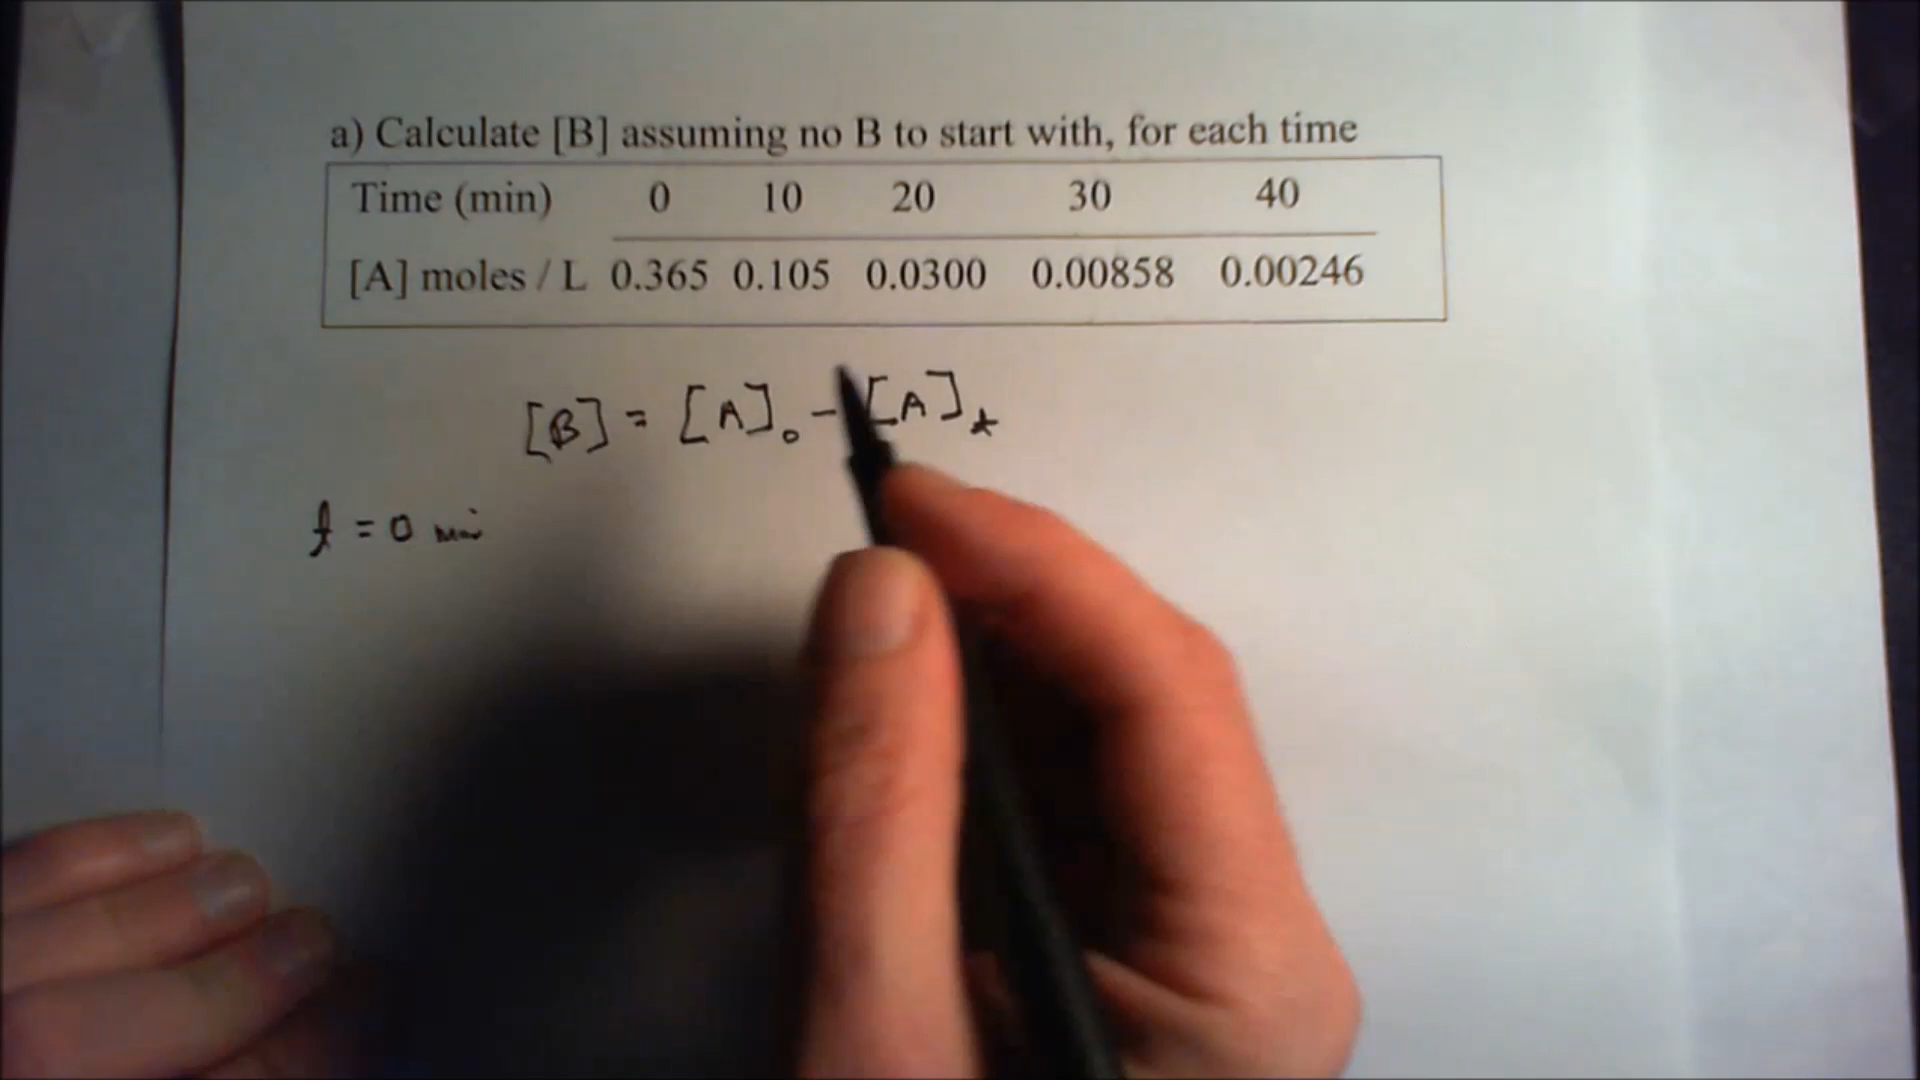 a) Calculate [B] assuming no B to start with, for each time
Time (min) 0 10 20 30 40
[A] moles / L 0.365 0.105 0.0300 0.00858 0.00246
[B] = [A]₀ - [A]ₜ
t = 0 min